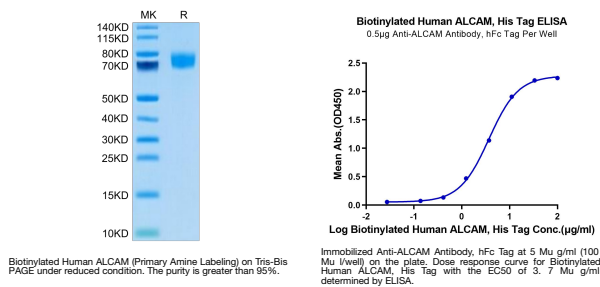 MK R
140KD
115KD
80KD
70KD
50KD
40KD
30KD
25KD
15KD
10KD
Biotinylated Human ALCAM (Primary Amine Labeling) on Tris-Bis
PAGE under reduced condition. The purity is greater than 95%.
Biotinylated Human ALCAM, His Tag ELISA
0.5μg Anti-ALCAM Antibody, hFc Tag Per Well
Mean Abs.(OD450)
2.5
2.0
1.5
1.0
0.5
0.0
-2 -1 0 1 2
Log Biotinylated Human ALCAM, His Tag Conc.(μg/ml)
Immobilized Anti-ALCAM Antibody, hFc Tag at 5 Mu g/ml (100
Mu l/well) on the plate. Dose response curve for Biotinylated
Human ALCAM, His Tag with the EC50 of 3. 7 Mu g/ml
determined by ELISA.